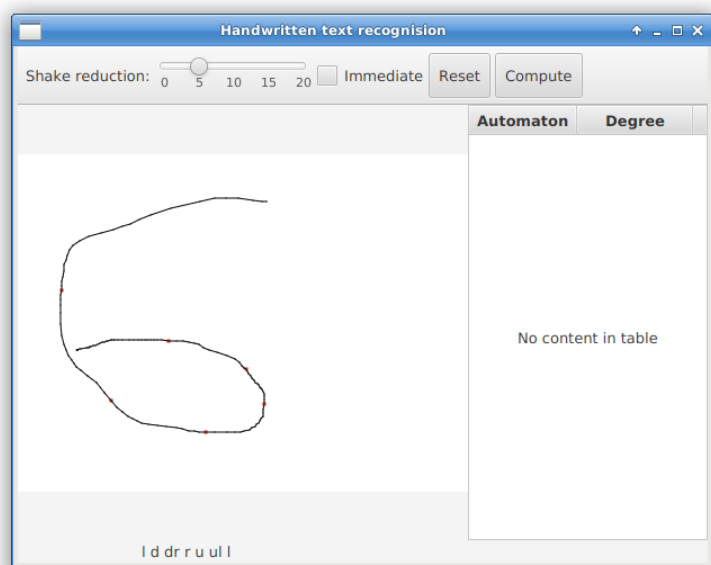 Handwritten text recognision
Shake reduction: 0 5 10 15 20 Immediate Reset Compute
Automaton Degree
6
No content in table
l d dr r u ul l